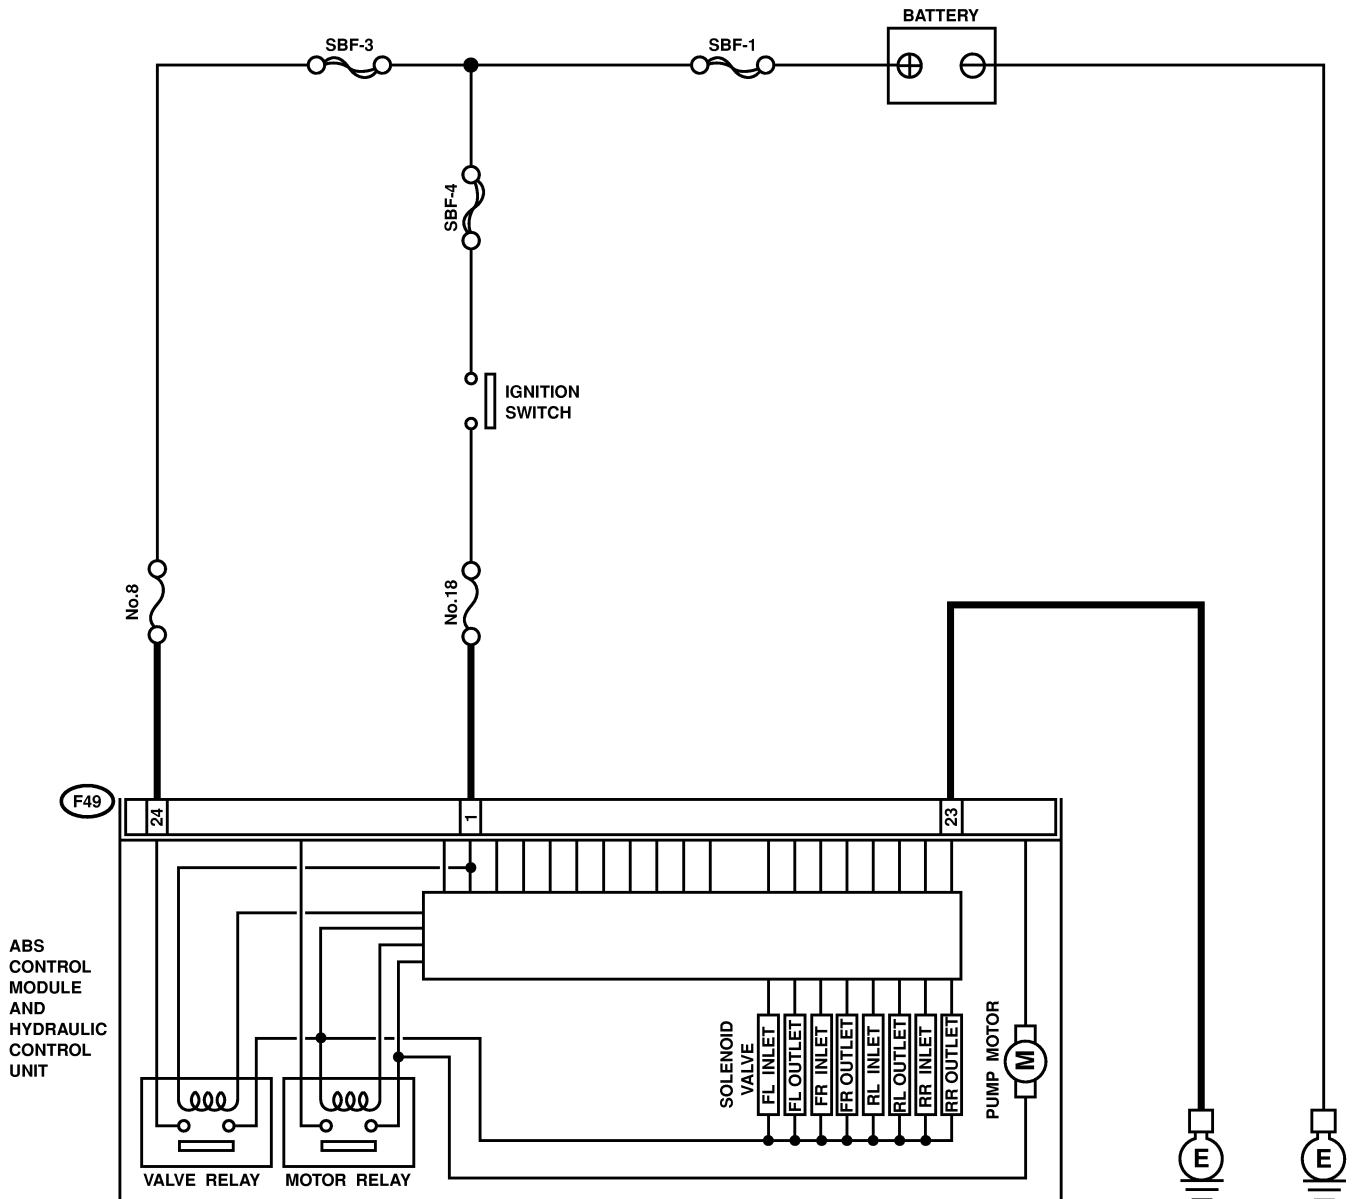 BATTERY
SBF-3
SBF-1
SBF-4
IGNITION
SWITCH
No.8
No.18
F49
24
1
23
ABS
CONTROL
MODULE
AND
HYDRAULIC
CONTROL
UNIT
SOLENOID
VALVE
FL INLET
FL OUTLET
FR INLET
FR OUTLET
RL INLET
RL OUTLET
RR INLET
RR OUTLET
PUMP MOTOR
M
E
E
VALVE RELAY
MOTOR RELAY